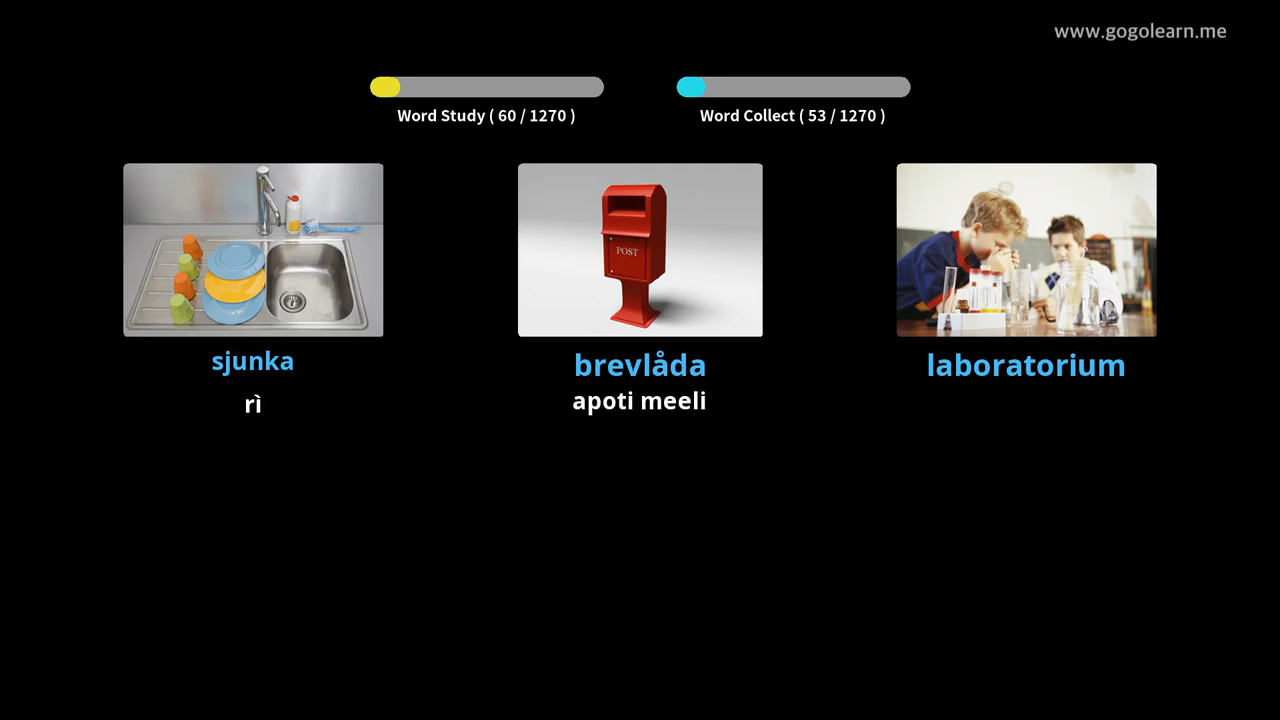 www.gogolearn.me
Word Study ( 60 / 1270 )
Word Collect ( 53 / 1270 )
POST
sjunka
brevlåda
laboratorium
rì
apoti meeli